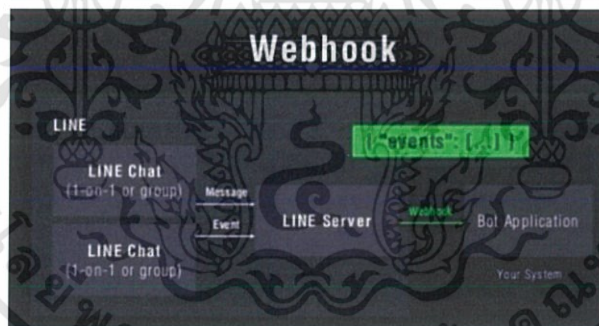 Webhook
LINE
{ "events": [...] }
LINE Chat
(1-on-1 or group)
Message
Event
LINE Server
Webhook
Bot Application
LINE Chat
(1-on-1 or group)
Your System